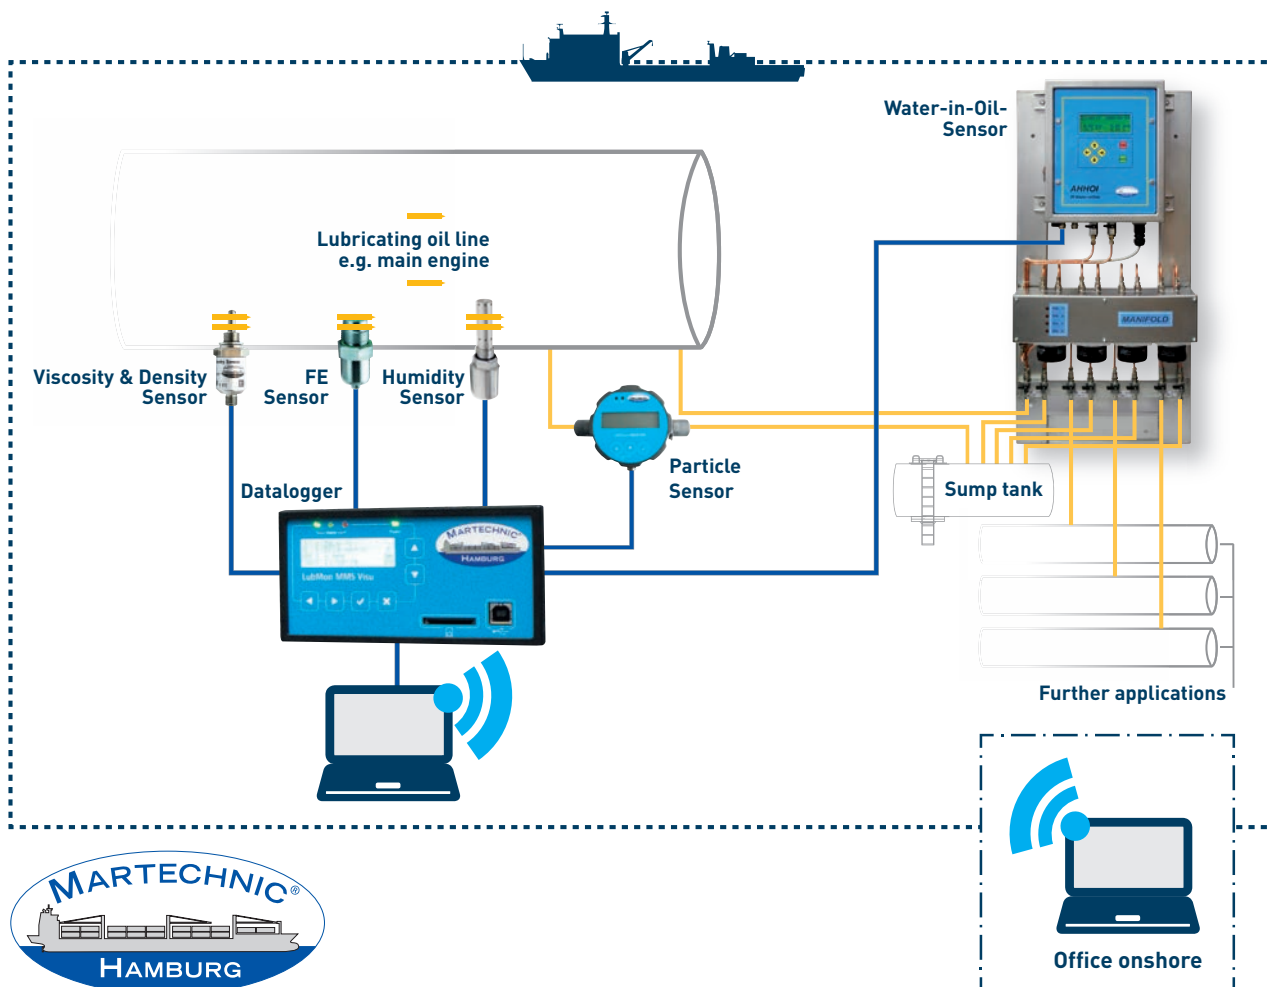 Water-in-Oil-
Sensor
AHHOI
Lubricating oil line
e.g. main engine
MANIFOLD
Viscosity & Density
Sensor
FE
Sensor
Humidity
Sensor
Particle
Sensor
Datalogger
Sump tank
MARTECHNIC®
HAMBURG
LubMon MMS Visu
Further applications
MARTECHNIC®
HAMBURG
Office onshore